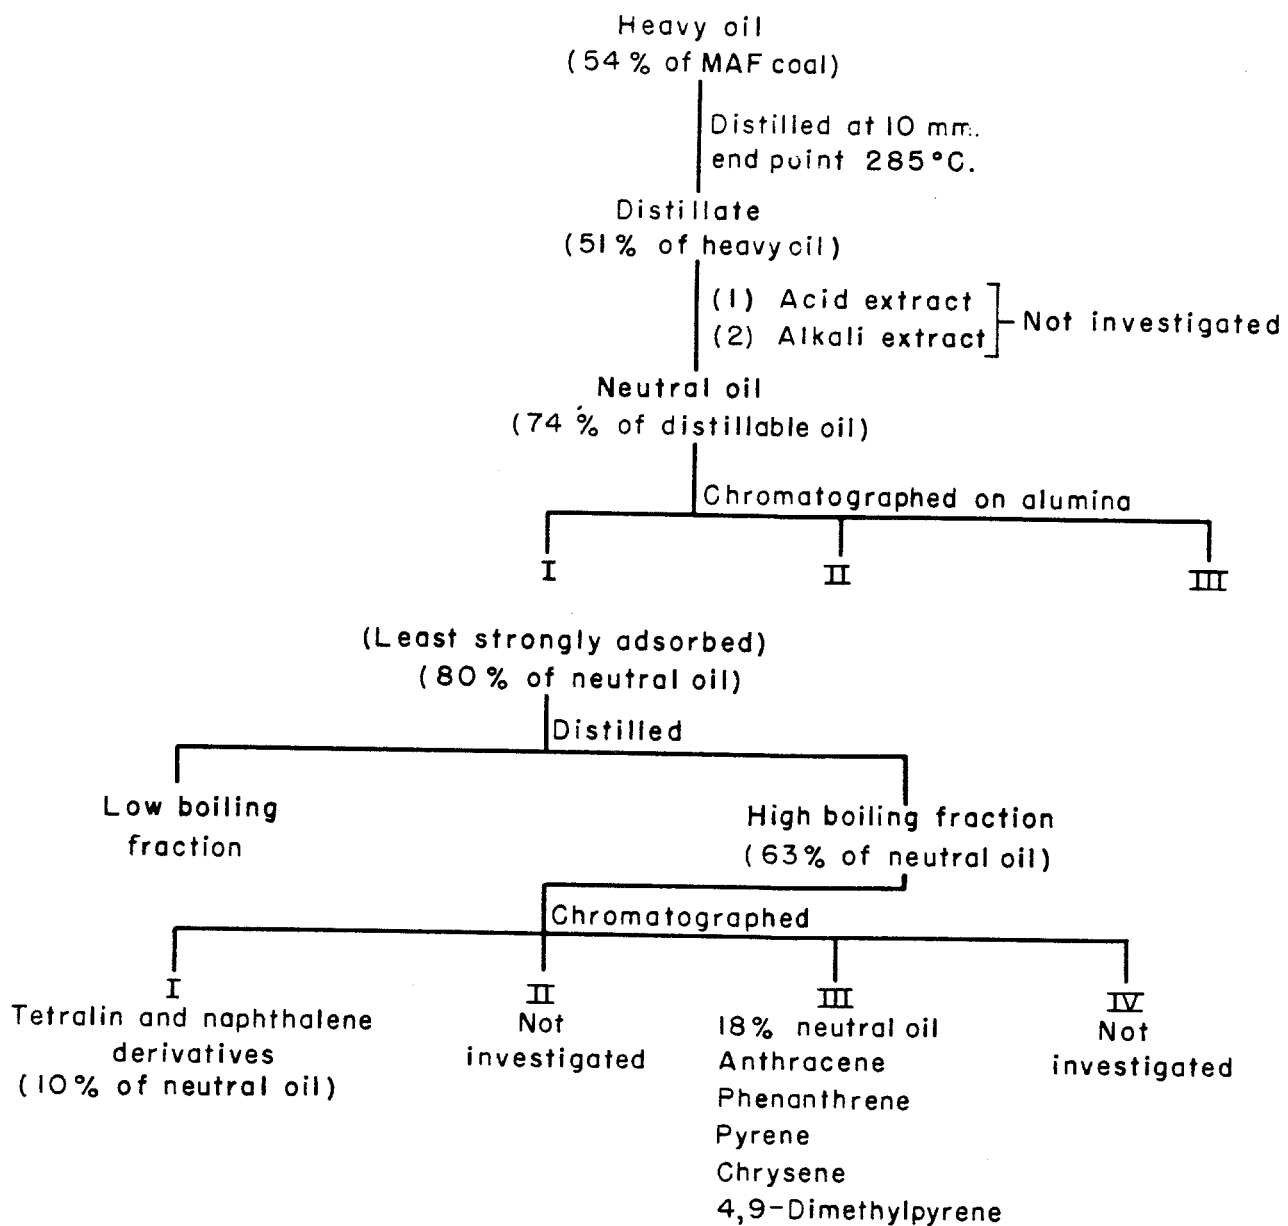 Heavy oil
(54 % of MAF coal)
Distilled at 10 mm.
end point 285°C.
Distillate
(51% of heavy oil)
(1) Acid extract
(2) Alkali extract
Not investigated
Neutral oil
(74 % of distillable oil)
Chromatographed on alumina
I
II
III
(Least strongly adsorbed)
(80 % of neutral oil)
Distilled
Low boiling
fraction
High boiling fraction
(63% of neutral oil)
Chromatographed
I
Tetralin and naphthalene
derivatives
(10% of neutral oil)
II
Not
investigated
III
18% neutral oil
Anthracene
Phenanthrene
Pyrene
Chrysene
4,9-Dimethylpyrene
IV
Not
investigated